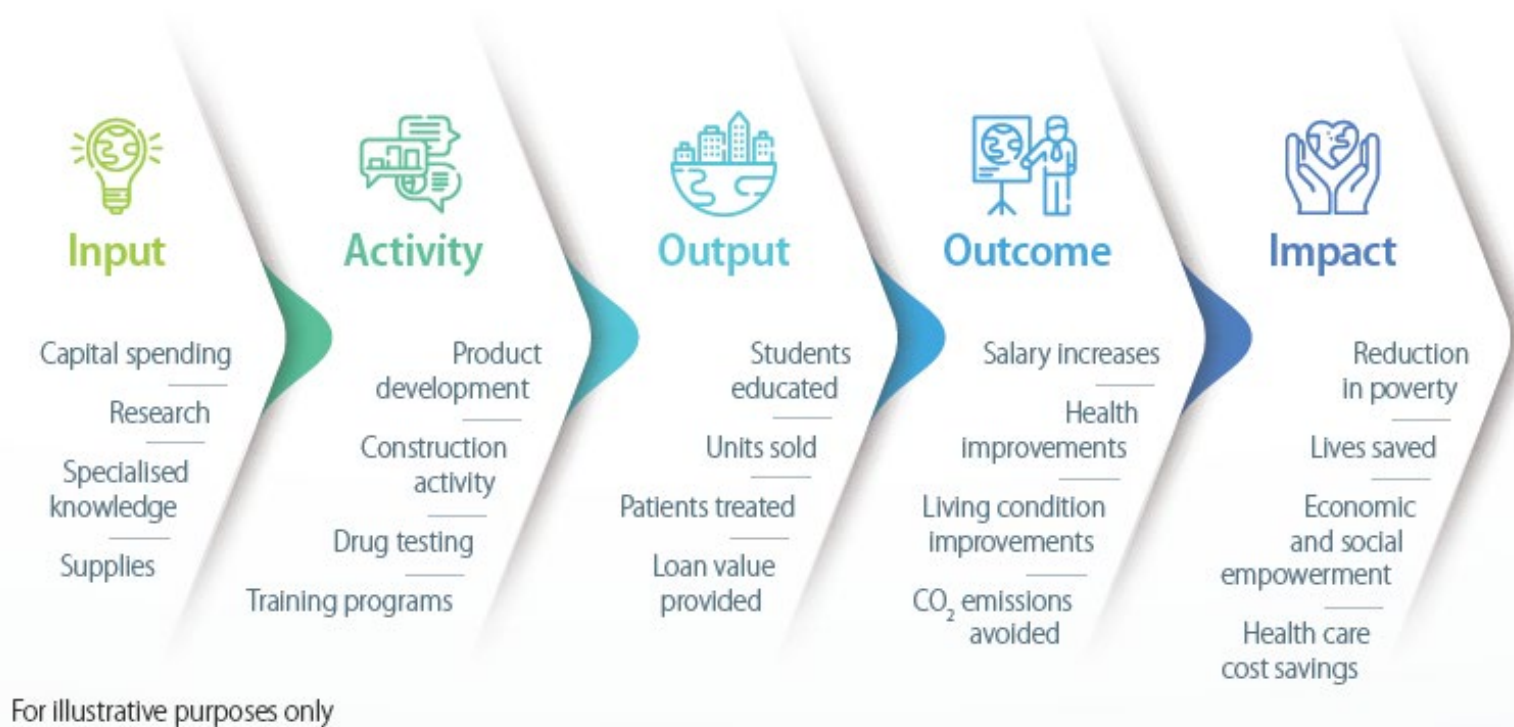 Input
Capital spending
Research
Specialised
knowledge
Supplies
Activity
Product
development
Construction
activity
Drug testing
Training programs
Output
Students
educated
Units sold
Patients treated
Loan value
provided
Outcome
Salary increases
Health
improvements
Living condition
improvements
CO₂ emissions
avoided
Impact
Reduction
in poverty
Lives saved
Economic
and social
empowerment
Health care
cost savings
For illustrative purposes only